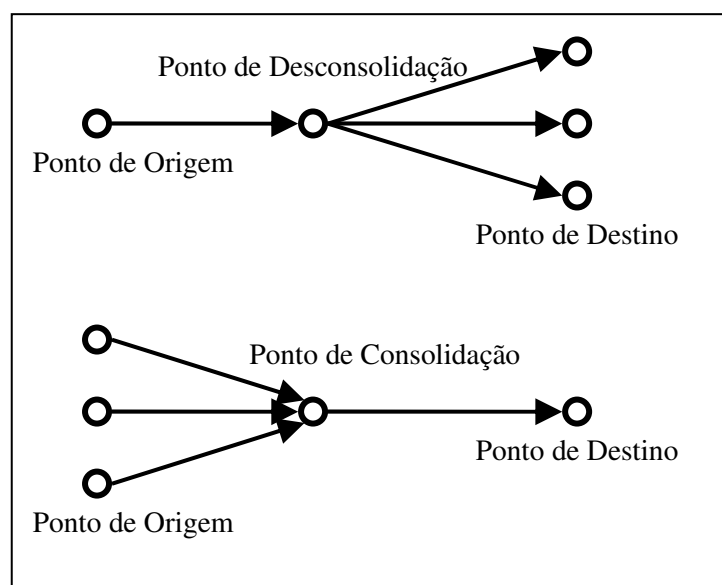 Ponto de Desconsolidação
Ponto de Origem
Ponto de Destino
Ponto de Consolidação
Ponto de Destino
Ponto de Origem